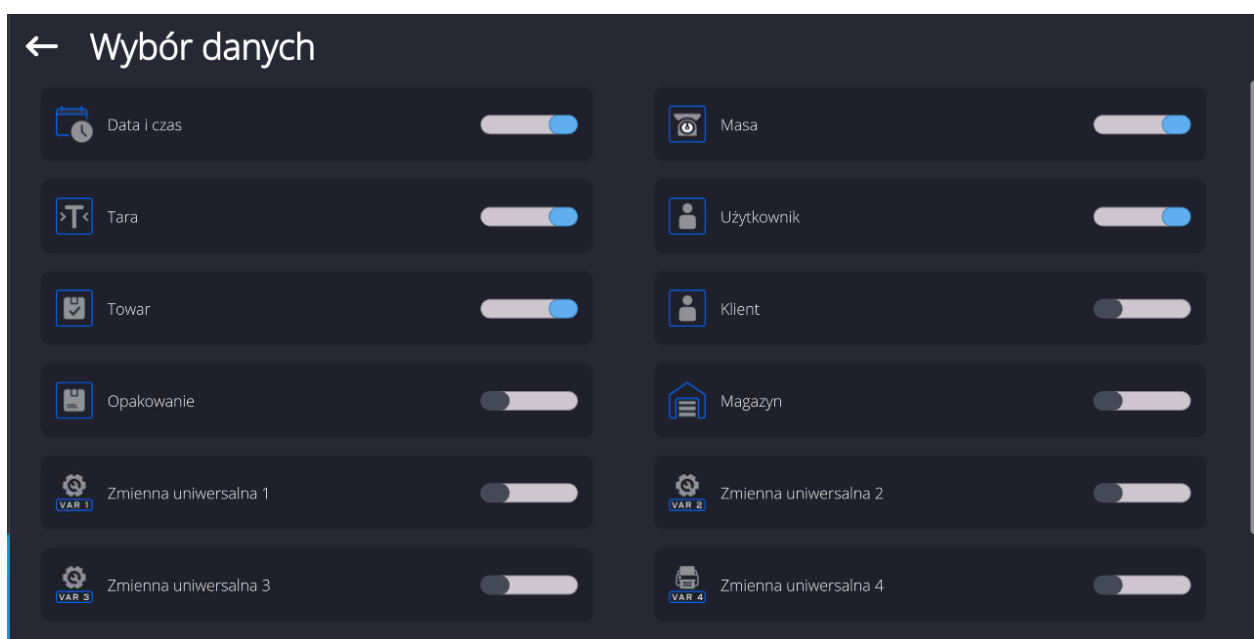 Wybór danych
Data i czas
Masa
>T< Tara
Użytkownik
Towar
Klient
Opakowanie
Magazyn
VAR 1 Zmienna uniwersalna 1
VAR 2 Zmienna uniwersalna 2
VAR 3 Zmienna uniwersalna 3
VAR 4 Zmienna uniwersalna 4